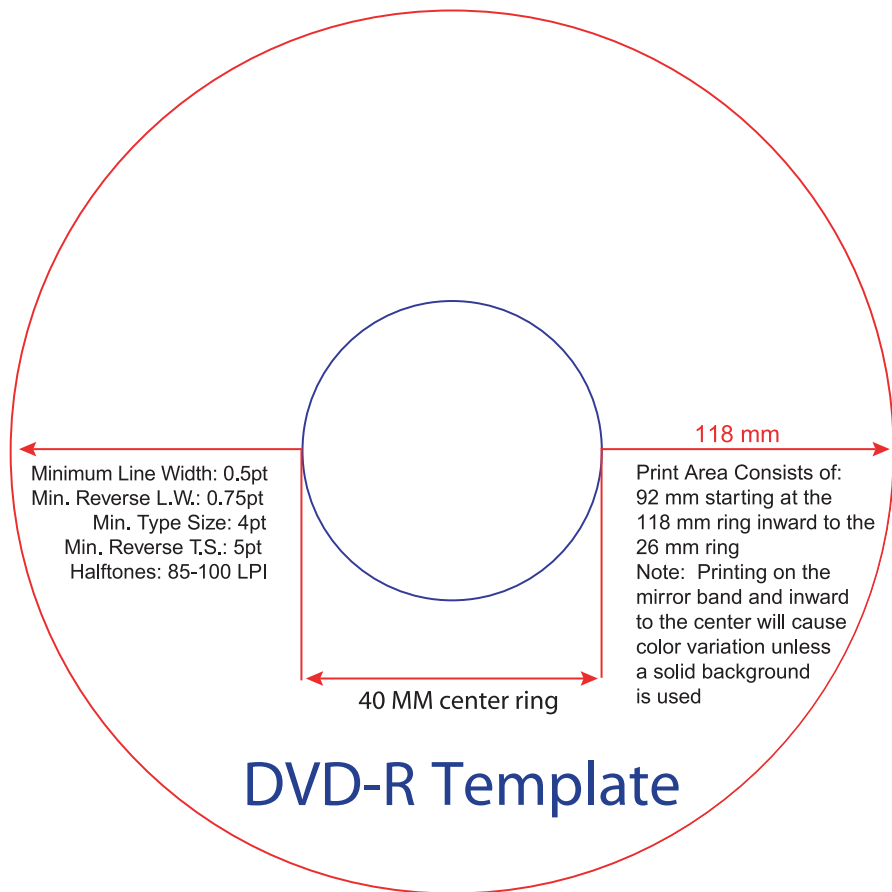 118 mm
Minimum Line Width: 0.5pt
Min. Reverse L.W.: 0.75pt
Min. Type Size: 4pt
Min. Reverse T.S.: 5pt
Halftones: 85-100 LPI
Print Area Consists of:
92 mm starting at the
118 mm ring inward to the
26 mm ring
Note:  Printing on the
mirror band and inward
to the center will cause
color variation unless
a solid background
is used
40 MM center ring
DVD-R Template